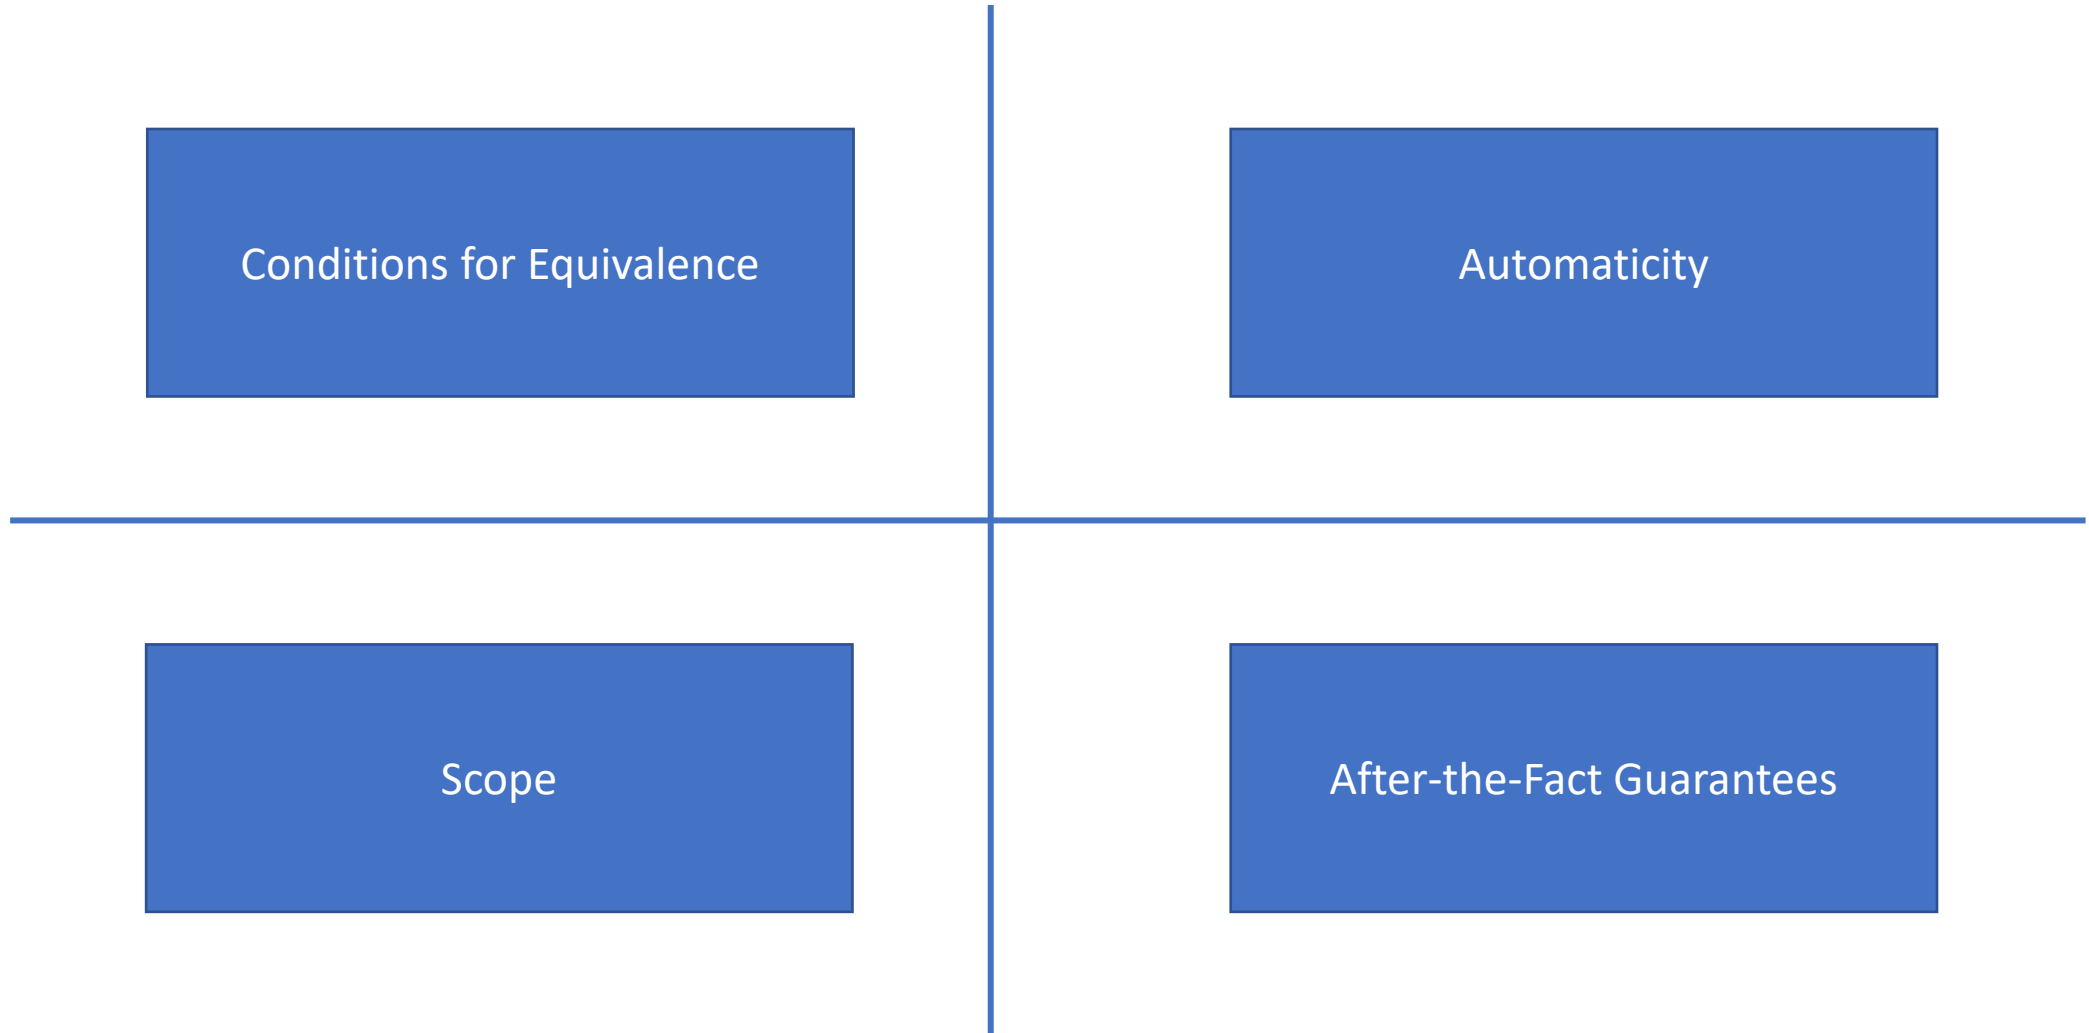 Conditions for Equivalence
Automaticity
Scope
After-the-Fact Guarantees